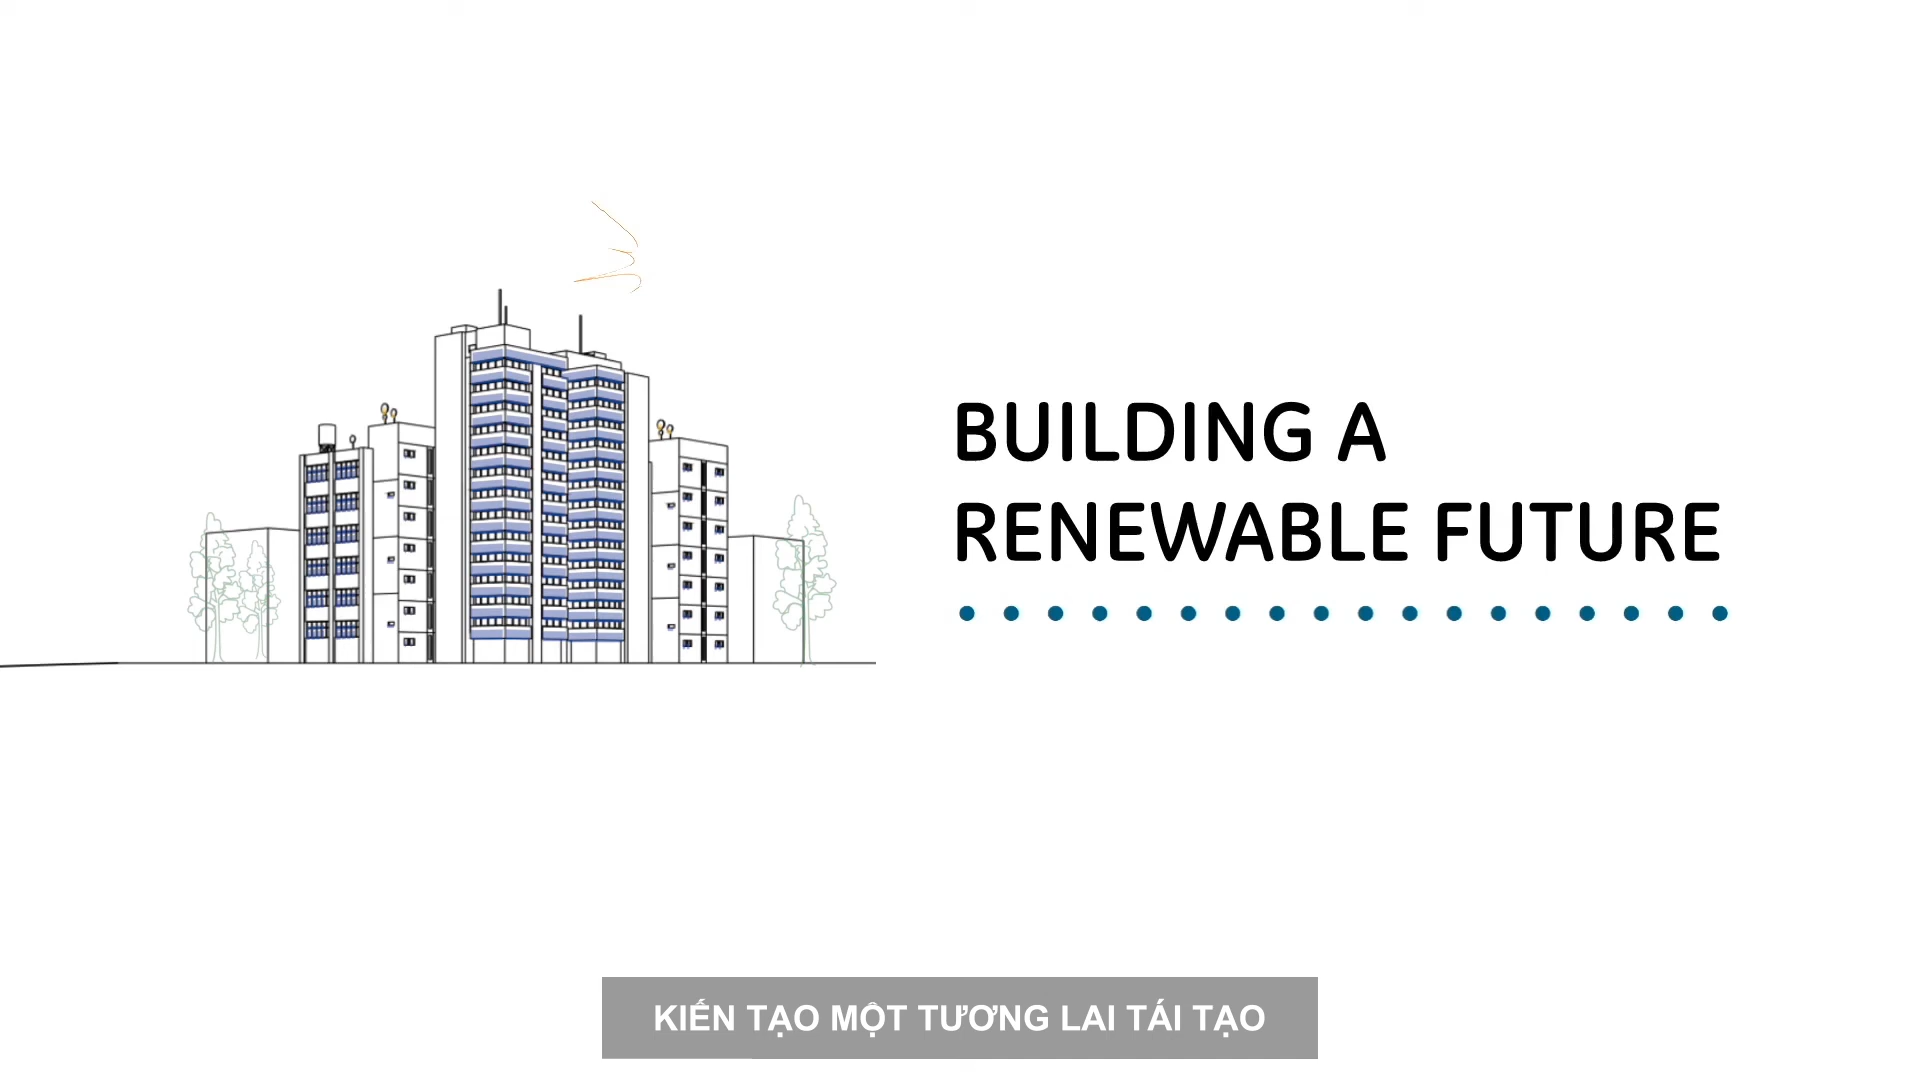 BUILDING A
RENEWABLE FUTURE
KIẾN TẠO MỘT TƯƠNG LAI TÁI TẠO